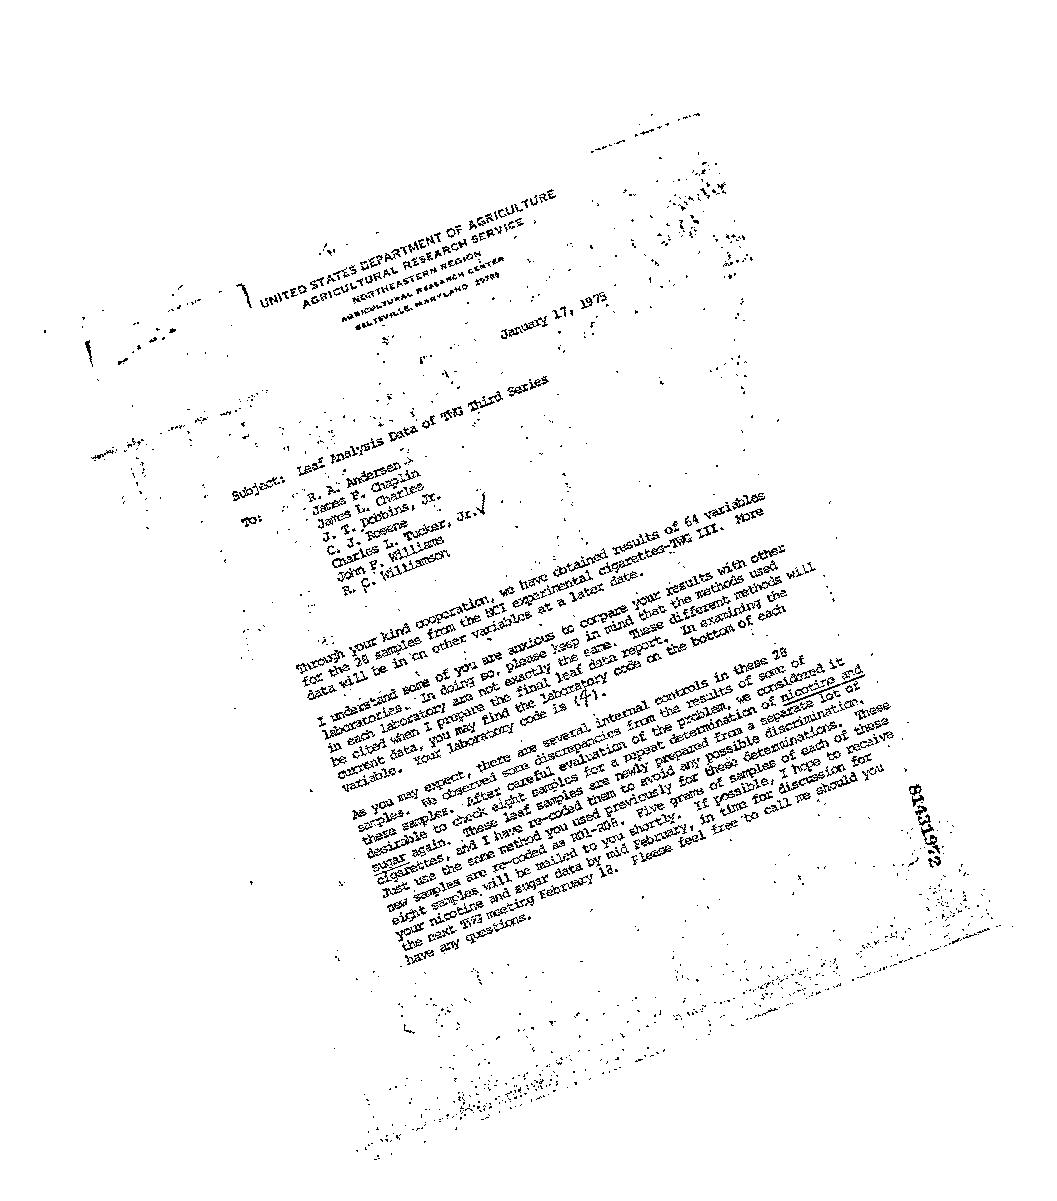 UNITED STATES DEPARTMENT OF AGRICULTURE
AGRICULTURAL RESEARCH SERVICE
NORTHEASTERN REGION
AGRICULTURAL RESEARCH CENTER
BELTSVILLE, MARYLAND 20705
January 17, 1975
Subject: Leaf Analysis Data of TWG Third Series
To: R. A. Andersen
James F. Chaplin
James L. Charles
J. T. Dobbins, Jr.
C. J. Rosene
Charles L. Tucker, Jr. ✓
John F. Williams
R. C. Williamson
Through your kind cooperation, we have obtained results of 64 variables
for the 28 samples from the NCI experimental cigarettes-TWG III. More
data will be in on other variables at a later date.
I understand some of you are anxious to compare your results with other
laboratories. In doing so, please keep in mind that the methods used
in each laboratory are not exactly the same. These different methods will
be cited when I prepare the final leaf data report. In examining the
current data, you may find the laboratory code on the bottom of each
variable. Your laboratory code is (4).
As you may expect, there are several internal controls in these 28
samples. We observed some discrepancies from the results of some of
these samples. After careful evaluation of the problem, we considered it
desirable to check eight samples for a repeat determination of nicotine and
sugar again. These leaf samples are newly prepared from a separate lot of
cigarettes, and I have re-coded them to avoid any possible discrimination.
Just use the same method you used previously for these determinations. These
new samples are re-coded as R01-R08. Five grams of samples of each of these
eight samples will be mailed to you shortly. If possible, I hope to receive
your nicotine and sugar data by mid February, in time for discussion for
the next TWG meeting February 18. Please feel free to call me should you
have any questions.
81431972